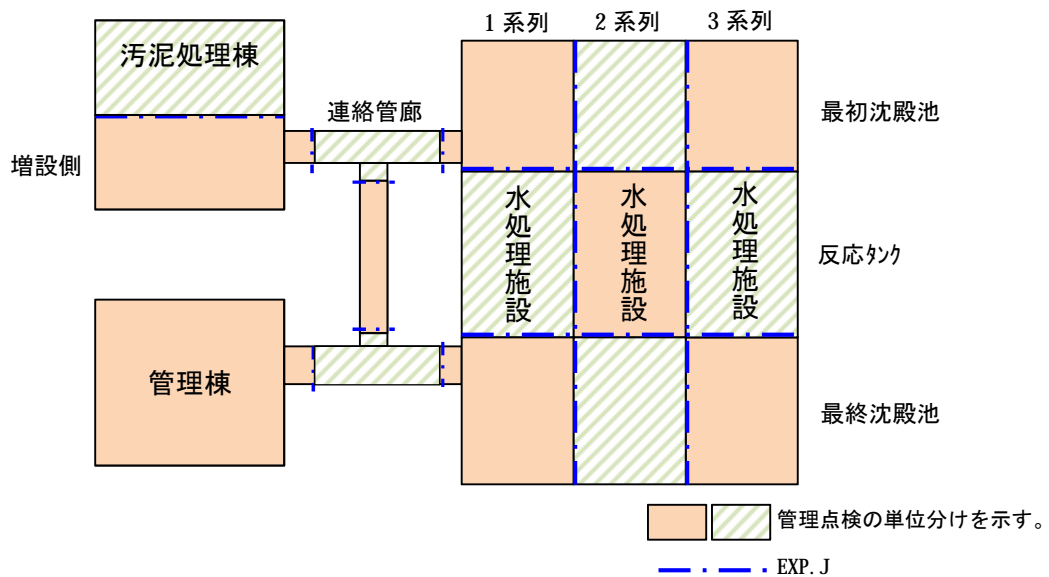 1 系列 2 系列 3 系列
汚泥処理棟
連絡管廊
最初沈殿池
増設側
水処理施設
水処理施設
水処理施設
反応ﾀﾝｸ
管理棟
最終沈殿池
管理点検の単位分けを示す。
EXP. J